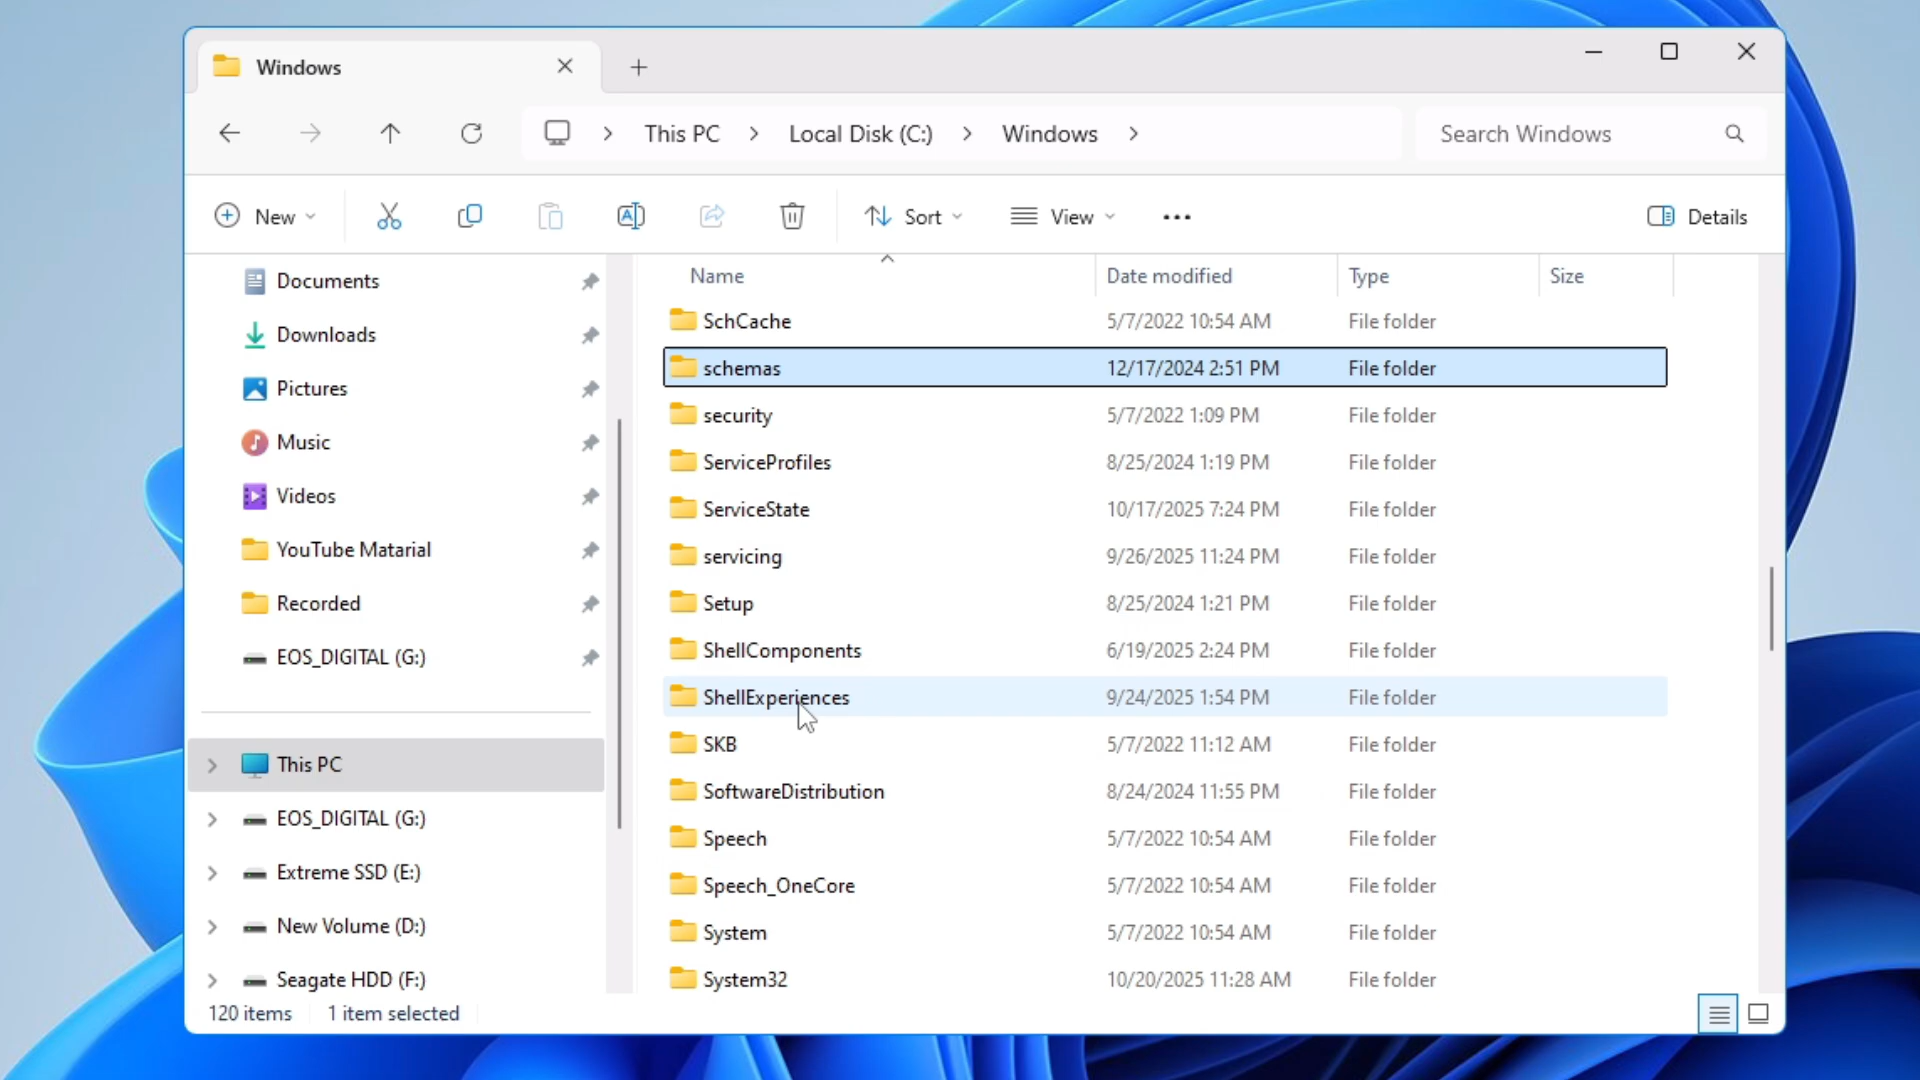 Windows
This PC Local Disk (C:) Windows
Search Windows
New Sort View Details
Documents
Downloads
Pictures
Music
Videos
YouTube Matarial
Recorded
EOS_DIGITAL (G:)
This PC
EOS_DIGITAL (G:)
Extreme SSD (E:)
New Volume (D:)
Seagate HDD (F:)
Name Date modified Type Size
SchCache 5/7/2022 10:54 AM File folder
schemas 12/17/2024 2:51 PM File folder
security 5/7/2022 1:09 PM File folder
ServiceProfiles 8/25/2024 1:19 PM File folder
ServiceState 10/17/2025 7:24 PM File folder
servicing 9/26/2025 11:24 PM File folder
Setup 8/25/2024 1:21 PM File folder
ShellComponents 6/19/2025 2:24 PM File folder
ShellExperiences 9/24/2025 1:54 PM File folder
SKB 5/7/2022 11:12 AM File folder
SoftwareDistribution 8/24/2024 11:55 PM File folder
Speech 5/7/2022 10:54 AM File folder
Speech_OneCore 5/7/2022 10:54 AM File folder
System 5/7/2022 10:54 AM File folder
System32 10/20/2025 11:28 AM File folder
120 items 1 item selected